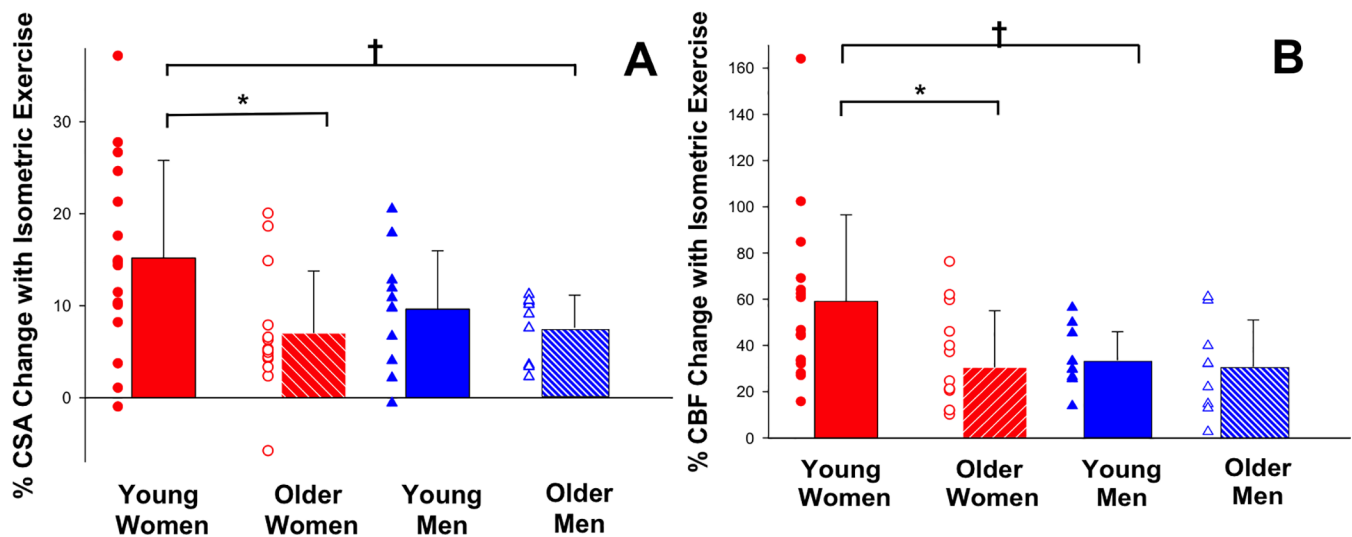 % CSA Change with Isometric Exercise
†
A
*
30
20
10
0
Young
Women
Older
Women
Young
Men
Older
Men
% CBF Change with Isometric Exercise
†
B
*
160
140
120
100
80
60
40
20
0
Young
Women
Older
Women
Young
Men
Older
Men